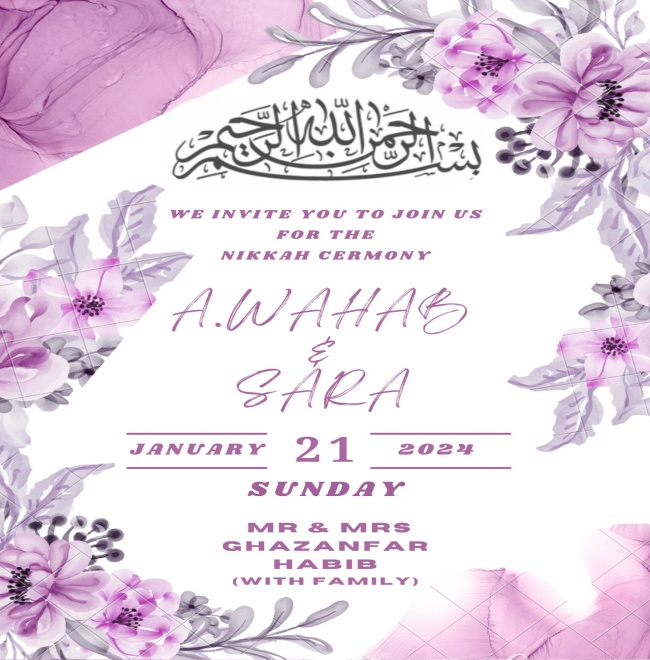 بسم الله الرحمن الرحيم
WE INVITE YOU TO JOIN US
FOR THE
NIKKAH CERMONY
A.WAHAB
&
SARA
JANUARY 21 2024
SUNDAY
MR & MRS
GHAZANFAR
HABIB
(WITH FAMILY)